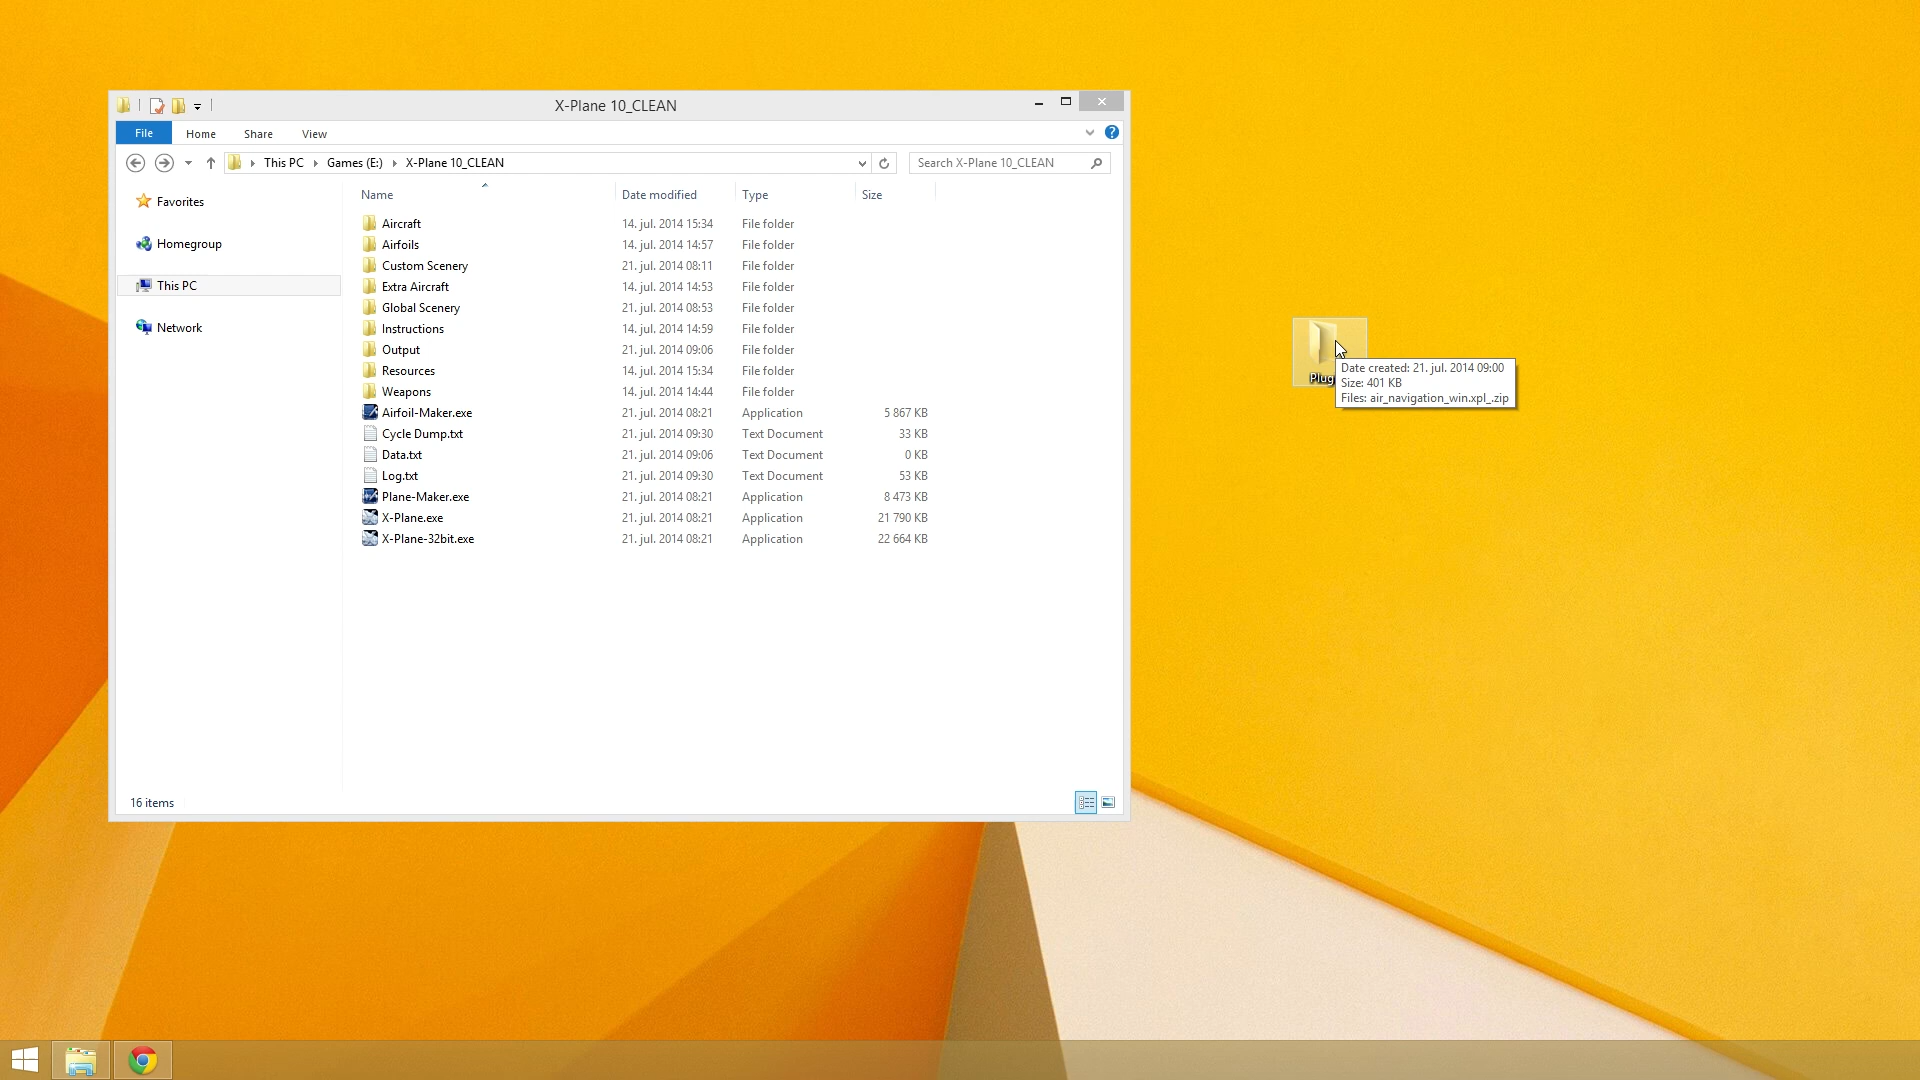 X-Plane 10_CLEAN
File Home Share View
This PC Games (E:) X-Plane 10_CLEAN
Search X-Plane 10_CLEAN
Favorites
Homegroup
This PC
Network
Name Date modified Type Size
Aircraft 14. jul. 2014 15:34 File folder
Airfoils 14. jul. 2014 14:57 File folder
Custom Scenery 21. jul. 2014 08:11 File folder
Extra Aircraft 14. jul. 2014 14:53 File folder
Global Scenery 21. jul. 2014 08:53 File folder
Instructions 14. jul. 2014 14:59 File folder
Output 21. jul. 2014 09:06 File folder
Resources 14. jul. 2014 15:34 File folder
Weapons 14. jul. 2014 14:44 File folder
Airfoil-Maker.exe 21. jul. 2014 08:21 Application 5 867 KB
Cycle Dump.txt 21. jul. 2014 09:30 Text Document 33 KB
Data.txt 21. jul. 2014 09:06 Text Document 0 KB
Log.txt 21. jul. 2014 09:30 Text Document 53 KB
Plane-Maker.exe 21. jul. 2014 08:21 Application 8 473 KB
X-Plane.exe 21. jul. 2014 08:21 Application 21 790 KB
X-Plane-32bit.exe 21. jul. 2014 08:21 Application 22 664 KB
16 items
Plug
Date created: 21. jul. 2014 09:00
Size: 401 KB
Files: air_navigation_win.xpl_.zip